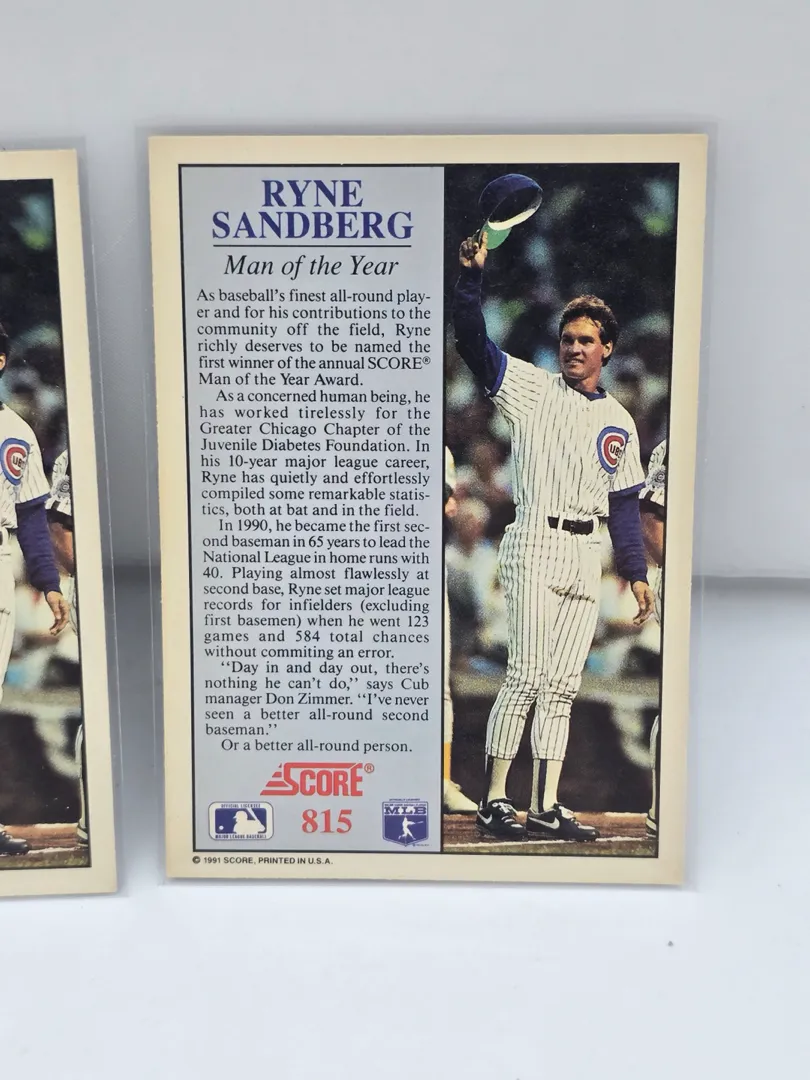 RYNE
SANDBERG
Man of the Year
As baseball's finest all-round play-
er and for his contributions to the
community off the field, Ryne
richly deserves to be named the
first winner of the annual SCORE®
Man of the Year Award.
As a concerned human being, he
has worked tirelessly for the
Greater Chicago Chapter of the
Juvenile Diabetes Foundation. In
his 10-year major league career,
Ryne has quietly and effortlessly
compiled some remarkable statis-
tics, both at bat and in the field.
In 1990, he became the first sec-
ond baseman in 65 years to lead the
National League in home runs with
40. Playing almost flawlessly at
second base, Ryne set major league
records for infielders (excluding
first basemen) when he went 123
games and 584 total chances
without commiting an error.
“Day in and day out, there's
nothing he can't do,” says Cub
manager Don Zimmer. “I've never
seen a better all-round second
baseman.”
Or a better all-round person.
SCORE®
OFFICIAL LICENSEE
MAJOR LEAGUE BASEBALL
815
MLB
© 1991 SCORE, PRINTED IN U.S.A.
CUBS
CUBS